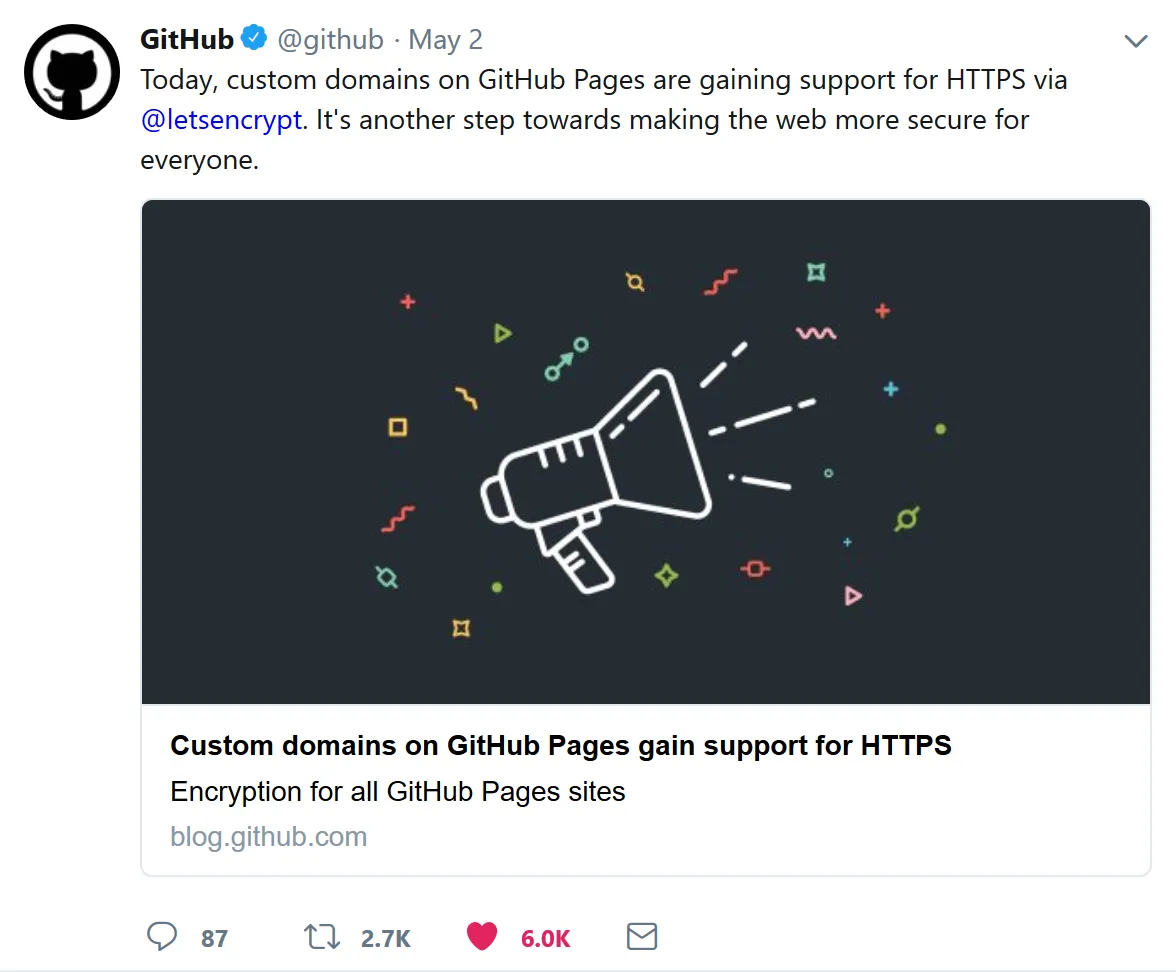 GitHub @github · May 2
Today, custom domains on GitHub Pages are gaining support for HTTPS via
@letsencrypt. It's another step towards making the web more secure for
everyone.
Custom domains on GitHub Pages gain support for HTTPS
Encryption for all GitHub Pages sites
blog.github.com
87 2.7K 6.0K